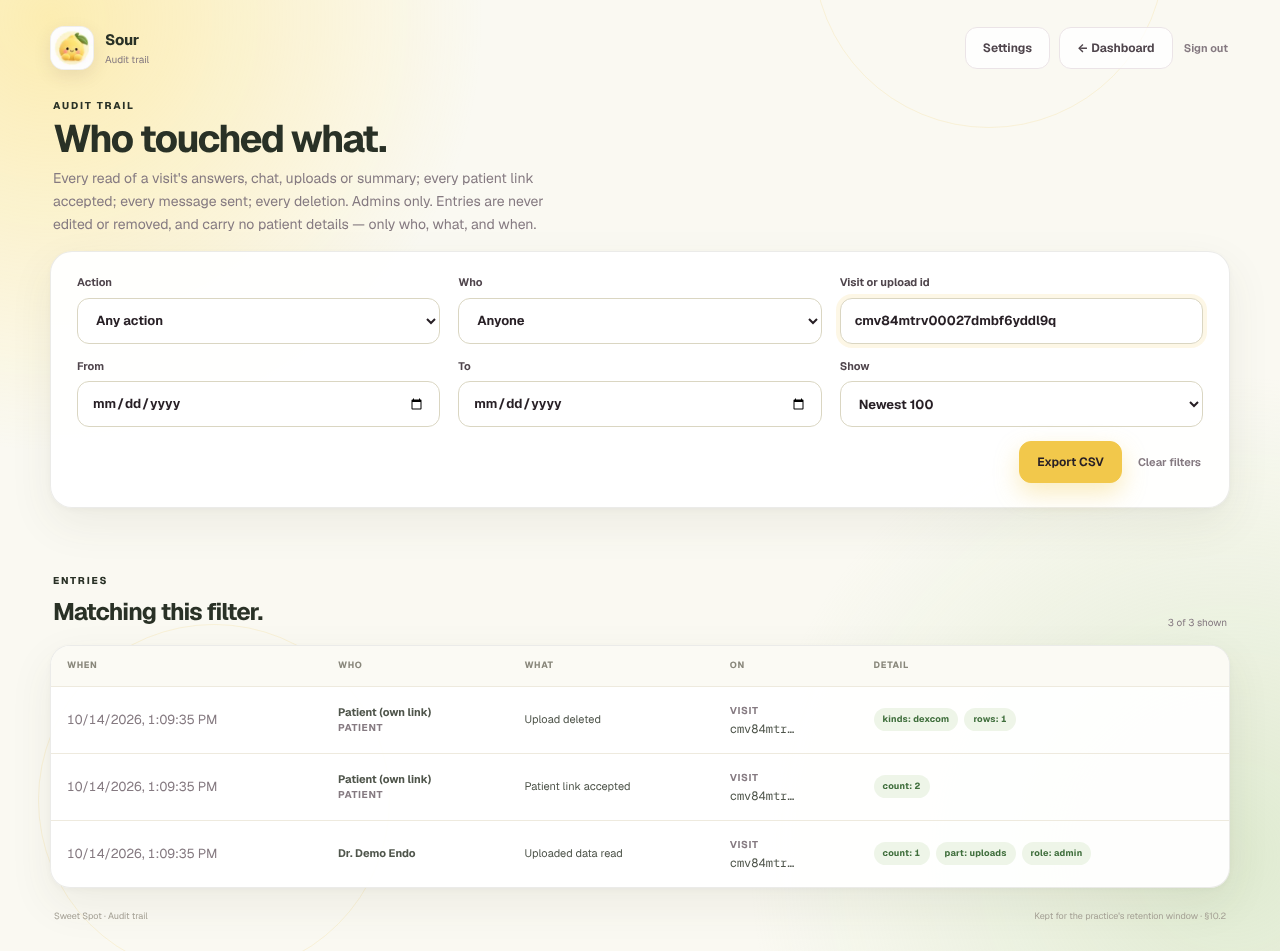 Sour
Audit trail
Settings
← Dashboard
Sign out
AUDIT TRAIL
Who touched what.
Every read of a visit's answers, chat, uploads or summary; every patient link
accepted; every message sent; every deletion. Admins only. Entries are never
edited or removed, and carry no patient details — only who, what, and when.
Action
Who
Visit or upload id
Any action
Anyone
cmv84mtrv00027dmbf6yddl9q
From
To
Show
mm/dd/yyyy
mm/dd/yyyy
Newest 100
Export CSV
Clear filters
ENTRIES
Matching this filter.
3 of 3 shown
WHEN WHO WHAT ON DETAIL
10/14/2026, 1:09:35 PM
Patient (own link)
PATIENT
Upload deleted
VISIT
cmv84mtr…
kinds: dexcom
rows: 1
10/14/2026, 1:09:35 PM
Patient (own link)
PATIENT
Patient link accepted
VISIT
cmv84mtr…
count: 2
10/14/2026, 1:09:35 PM
Dr. Demo Endo
Uploaded data read
VISIT
cmv84mtr…
count: 1
part: uploads
role: admin
Sweet Spot · Audit trail
Kept for the practice's retention window · §10.2